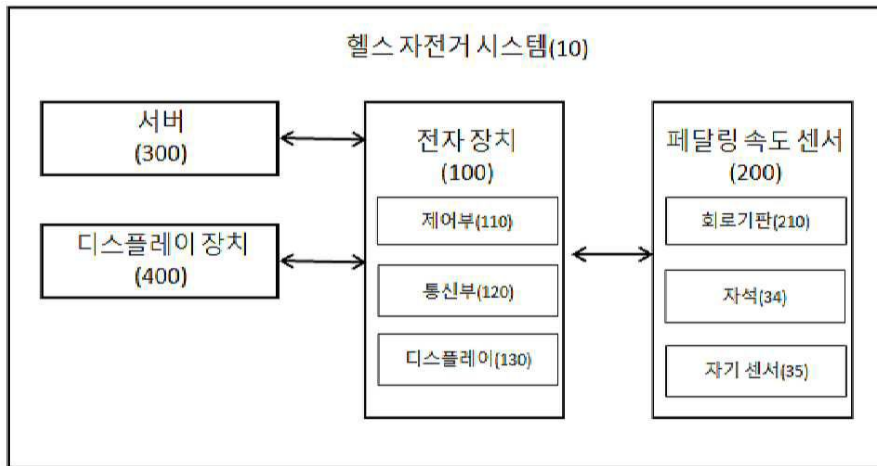 헬스 자전거 시스템(10)
서버
(300)
디스플레이 장치
(400)
전자 장치
(100)
제어부(110)
통신부(120)
디스플레이(130)
페달링 속도 센서
(200)
회로기판(210)
자석(34)
자기 센서(35)